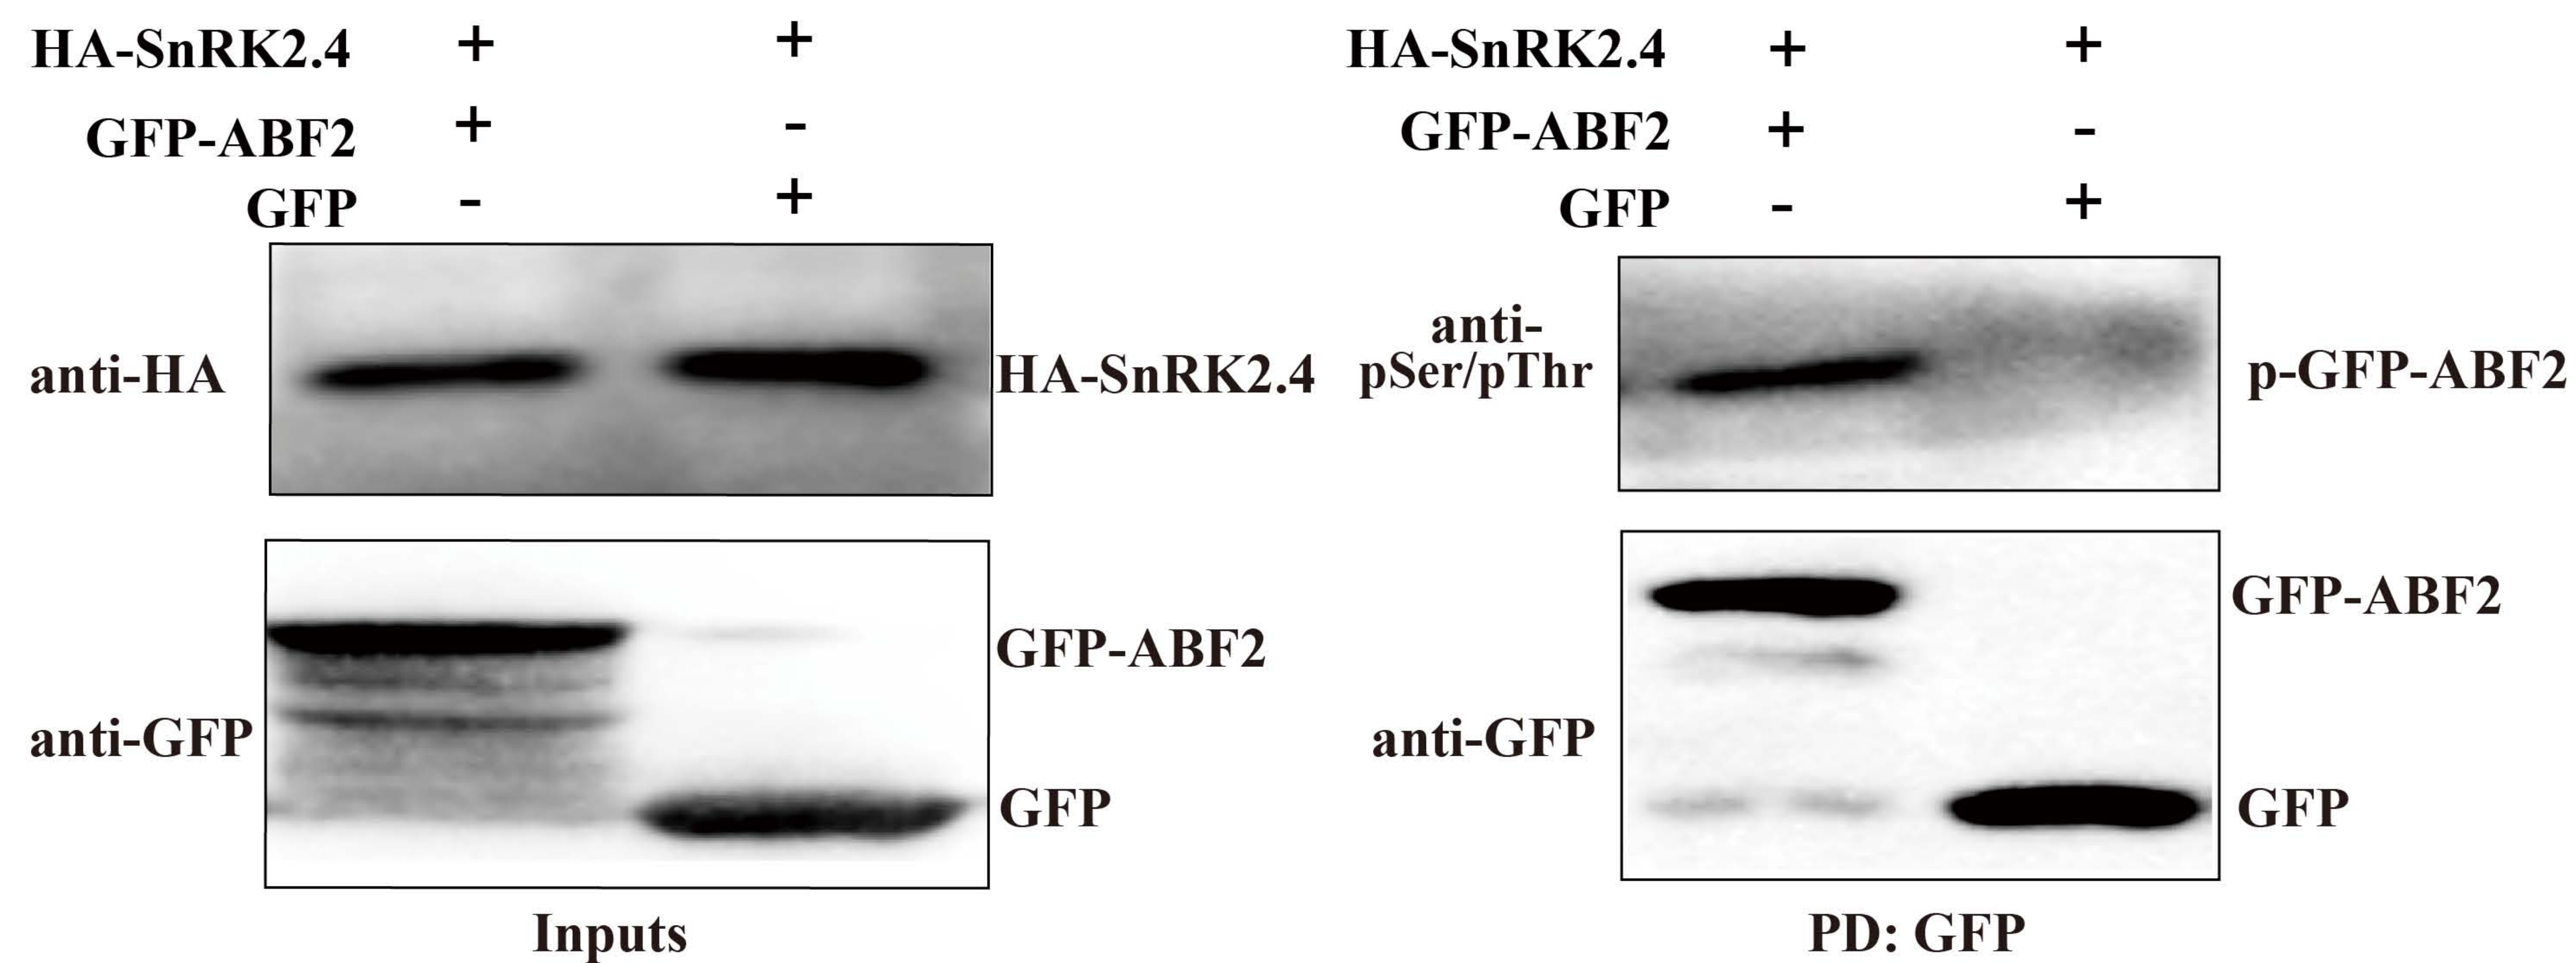 HA-SnRK2.4 + +
GFP-ABF2 + -
GFP - +
anti-HA HA-SnRK2.4
anti-GFP GFP-ABF2
GFP
Inputs
HA-SnRK2.4 + +
GFP-ABF2 + -
GFP - +
anti-
pSer/pThr p-GFP-ABF2
GFP-ABF2
anti-GFP
GFP
PD: GFP